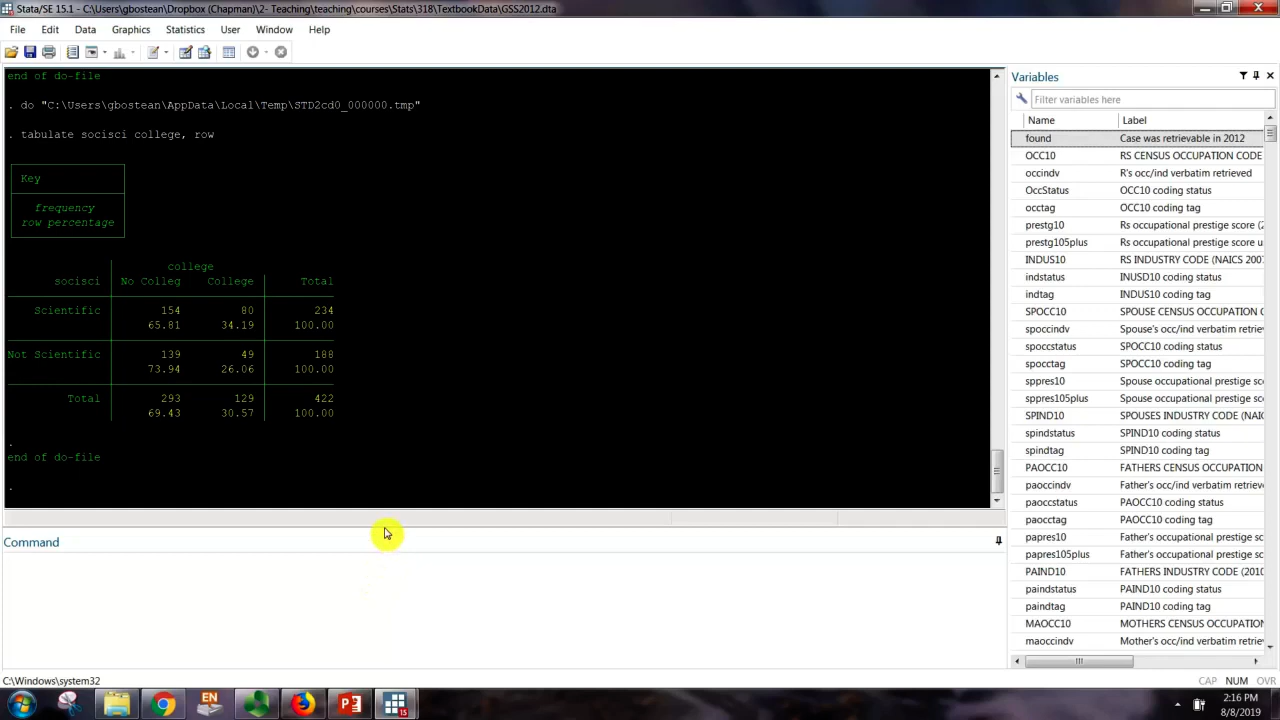 Stata/SE 15.1 - C:\Users\gbostean\Dropbox (Chapman)\2- Teaching\teaching\courses\Stats\318\TextbookData\GSS2012.dta
File Edit Data Graphics Statistics User Window Help
end of do-file
. do "C:\Users\gbostean\AppData\Local\Temp\STD2cd0_000000.tmp"
. tabulate socisci college, row
Key
frequency
row percentage
college
socisci No Colleg College Total
Scientific 154 80 234
65.81 34.19 100.00
Not Scientific 139 49 188
73.94 26.06 100.00
Total 293 129 422
69.43 30.57 100.00
.
end of do-file
.
Command
C:\Windows\system32
CAP NUM OVR
Variables
Filter variables here
Name Label
found Case was retrievable in 2012
OCC10 RS CENSUS OCCUPATION CODE
occindv R's occ/ind verbatim retrieved
OccStatus OCC10 coding status
occtag OCC10 coding tag
prestg10 Rs occupational prestige score (2
prestg105plus Rs occupational prestige score u
INDUS10 RS INDUSTRY CODE (NAICS 2007
indstatus INUSD10 coding status
indtag INDUS10 coding tag
SPOCC10 SPOUSE CENSUS OCCUPATION C
spoccindv Spouse's occ/ind verbatim retriev
spoccstatus SPOCC10 coding status
spocctag SPOCC10 coding tag
sppres10 Spouse occupational prestige sc
sppres105plus Spouse occupational prestige sc
SPIND10 SPOUSES INDUSTRY CODE (NAIC
spindstatus SPIND10 coding status
spindtag SPIND10 coding tag
PAOCC10 FATHERS CENSUS OCCUPATION
paoccindv Father's occ/ind verbatim retriev
paoccstatus PAOCC10 coding status
paocctag PAOCC10 coding tag
papres10 Father's occupational prestige sc
papres105plus Father's occupational prestige sc
PAIND10 FATHERS INDUSTRY CODE (2010
paindstatus PAIND10 coding status
paindtag PAIND10 coding tag
MAOCC10 MOTHERS CENSUS OCCUPATION
maoccindv Mother's occ/ind verbatim retrie
EN
15
2:16 PM
8/8/2019